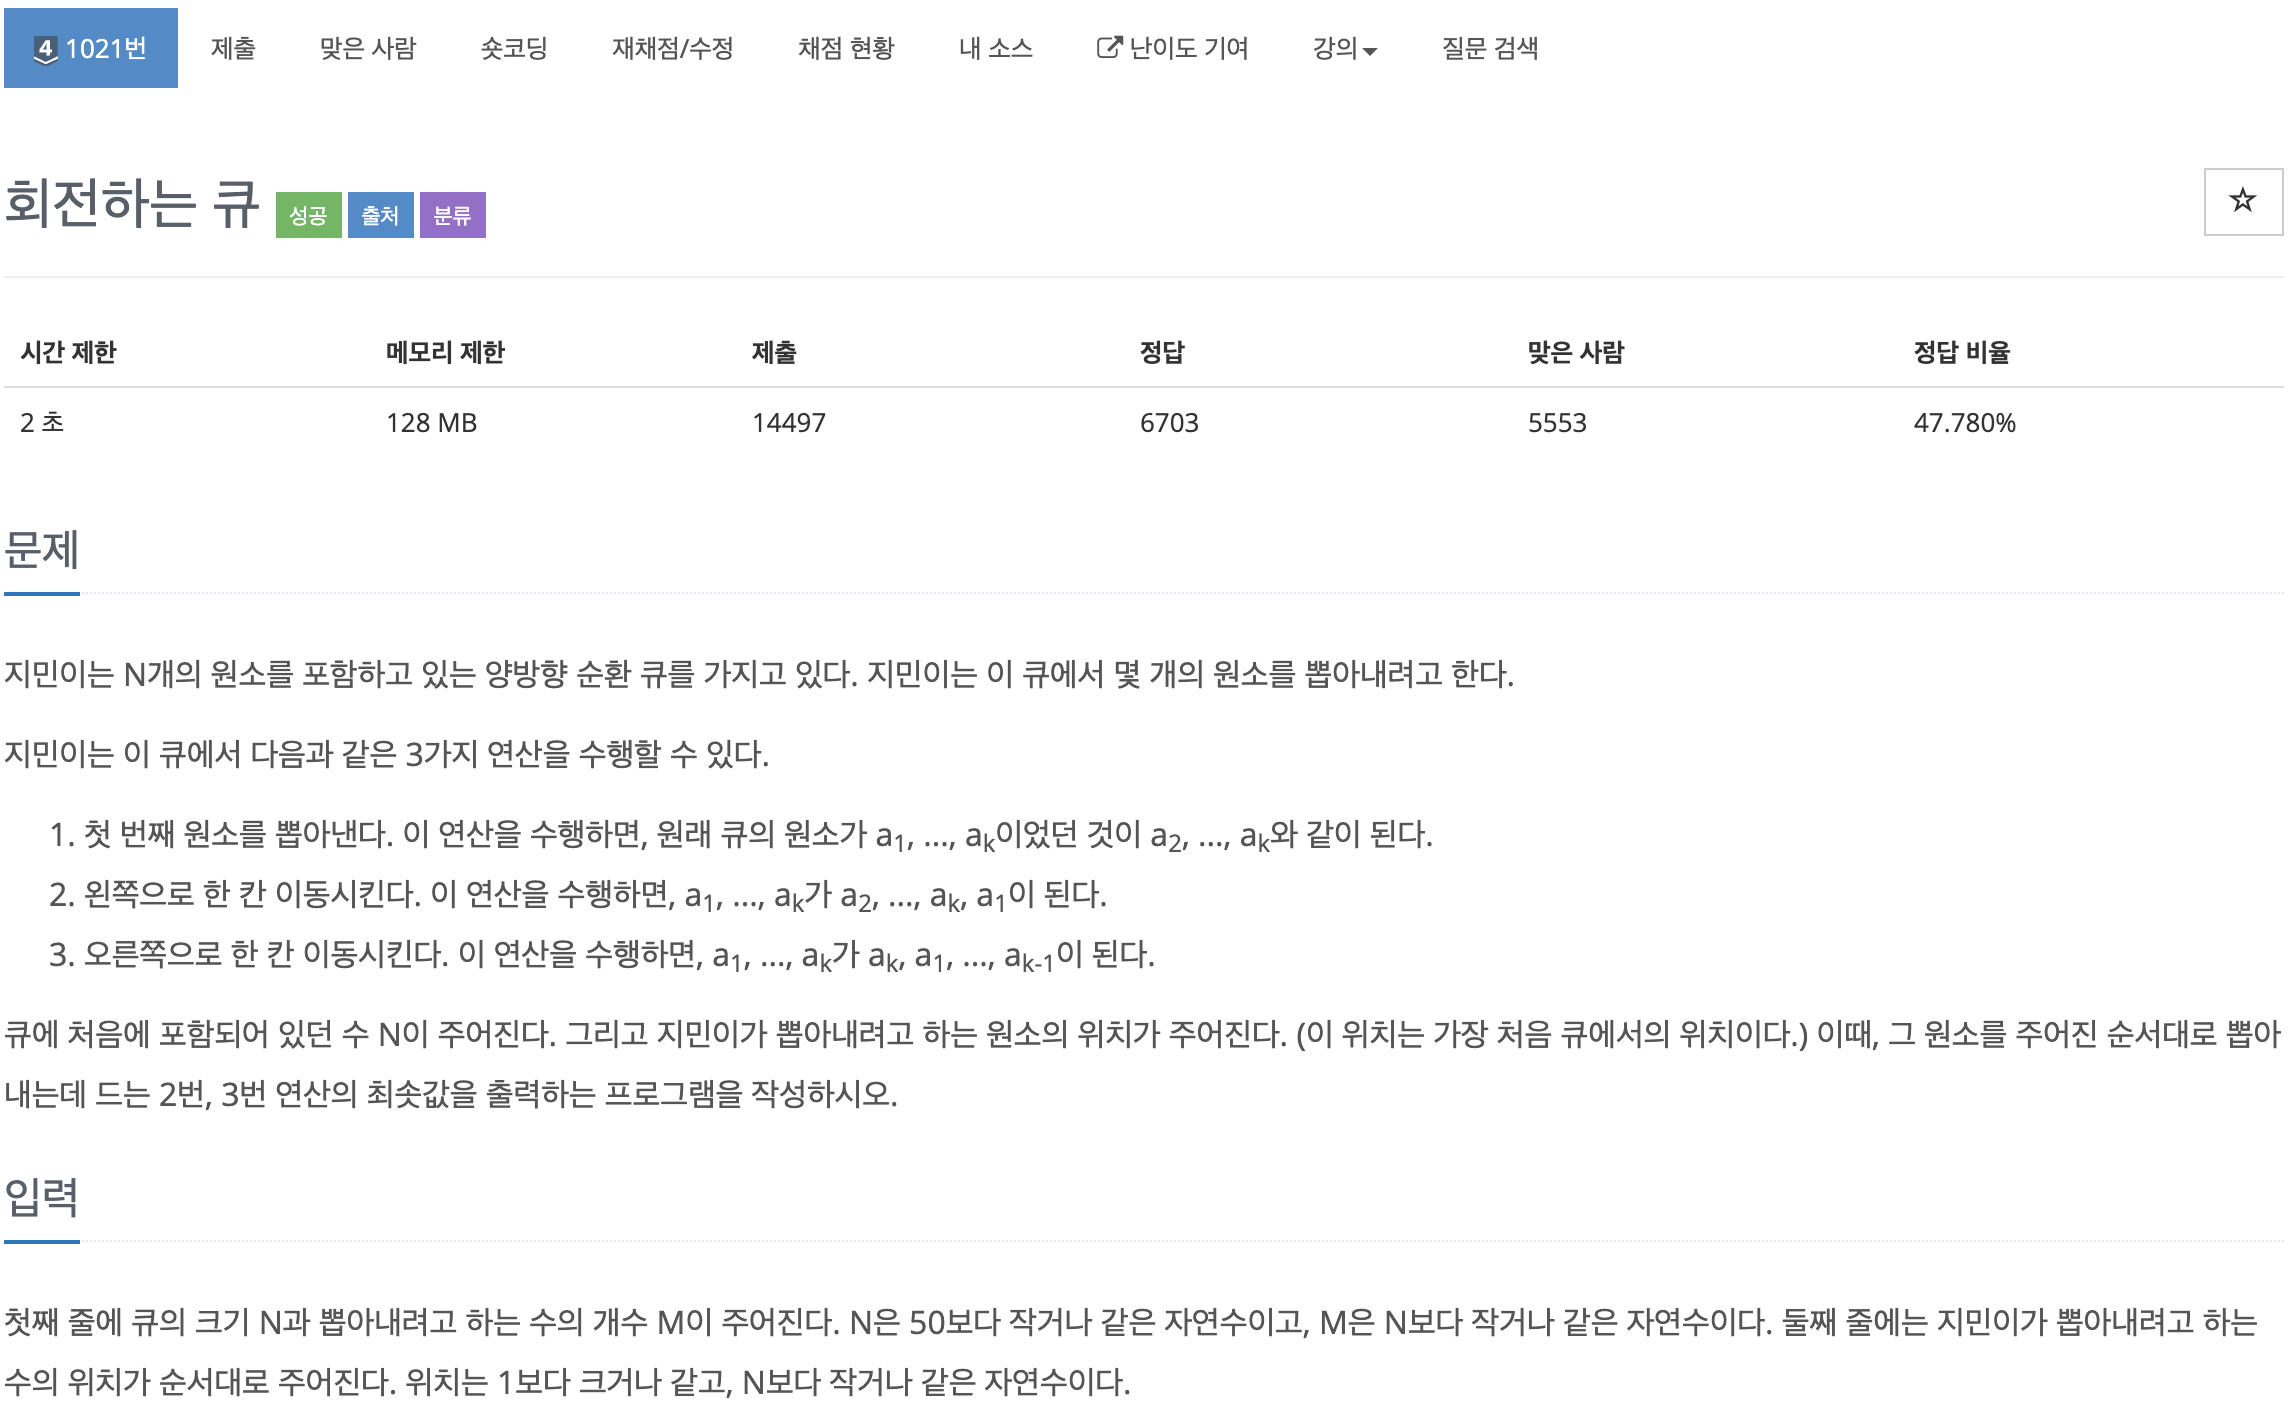 4 1021번 제출 맞은 사람 숏코딩 재채점/수정 채점 현황 내 소스 난이도 기여 강의 질문 검색
회전하는 큐 성공 출처 분류
시간 제한 메모리 제한 제출 정답 맞은 사람 정답 비율
2 초 128 MB 14497 6703 5553 47.780%
문제
지민이는 N개의 원소를 포함하고 있는 양방향 순환 큐를 가지고 있다. 지민이는 이 큐에서 몇 개의 원소를 뽑아내려고 한다.
지민이는 이 큐에서 다음과 같은 3가지 연산을 수행할 수 있다.
1. 첫 번째 원소를 뽑아낸다. 이 연산을 수행하면, 원래 큐의 원소가 a1, ..., ak이었던 것이 a2, ..., ak와 같이 된다.
2. 왼쪽으로 한 칸 이동시킨다. 이 연산을 수행하면, a1, ..., ak가 a2, ..., ak, a1이 된다.
3. 오른쪽으로 한 칸 이동시킨다. 이 연산을 수행하면, a1, ..., ak가 ak, a1, ..., ak-1이 된다.
큐에 처음에 포함되어 있던 수 N이 주어진다. 그리고 지민이가 뽑아내려고 하는 원소의 위치가 주어진다. (이 위치는 가장 처음 큐에서의 위치이다.) 이때, 그 원소를 주어진 순서대로 뽑아
내는데 드는 2번, 3번 연산의 최솟값을 출력하는 프로그램을 작성하시오.
입력
첫째 줄에 큐의 크기 N과 뽑아내려고 하는 수의 개수 M이 주어진다. N은 50보다 작거나 같은 자연수이고, M은 N보다 작거나 같은 자연수이다. 둘째 줄에는 지민이가 뽑아내려고 하는
수의 위치가 순서대로 주어진다. 위치는 1보다 크거나 같고, N보다 작거나 같은 자연수이다.